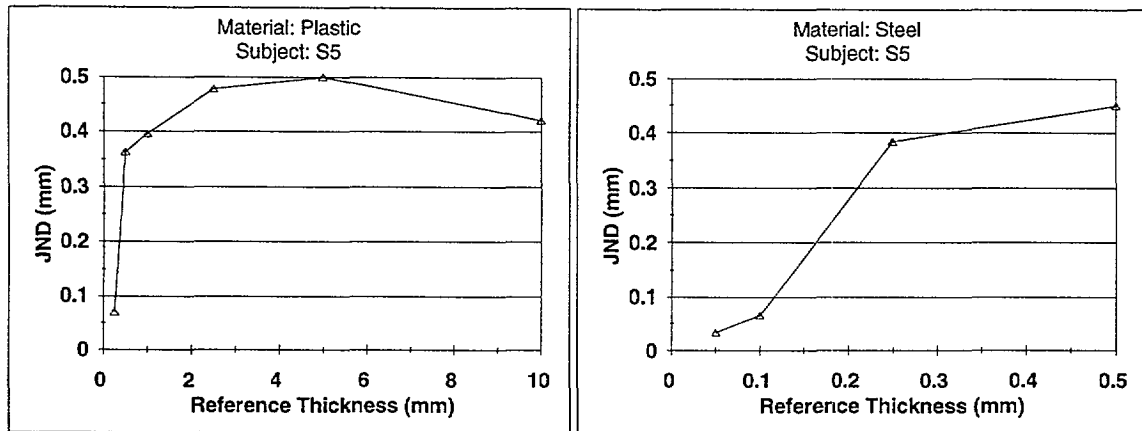 Material: Plastic
Subject: S5
0.5
0.4
0.3
0.2
0.1
0
JND (mm)
0 2 4 6 8 10
Reference Thickness (mm)
Material: Steel
Subject: S5
0.5
0.4
0.3
0.2
0.1
0
JND (mm)
0 0.1 0.2 0.3 0.4 0.5
Reference Thickness (mm)